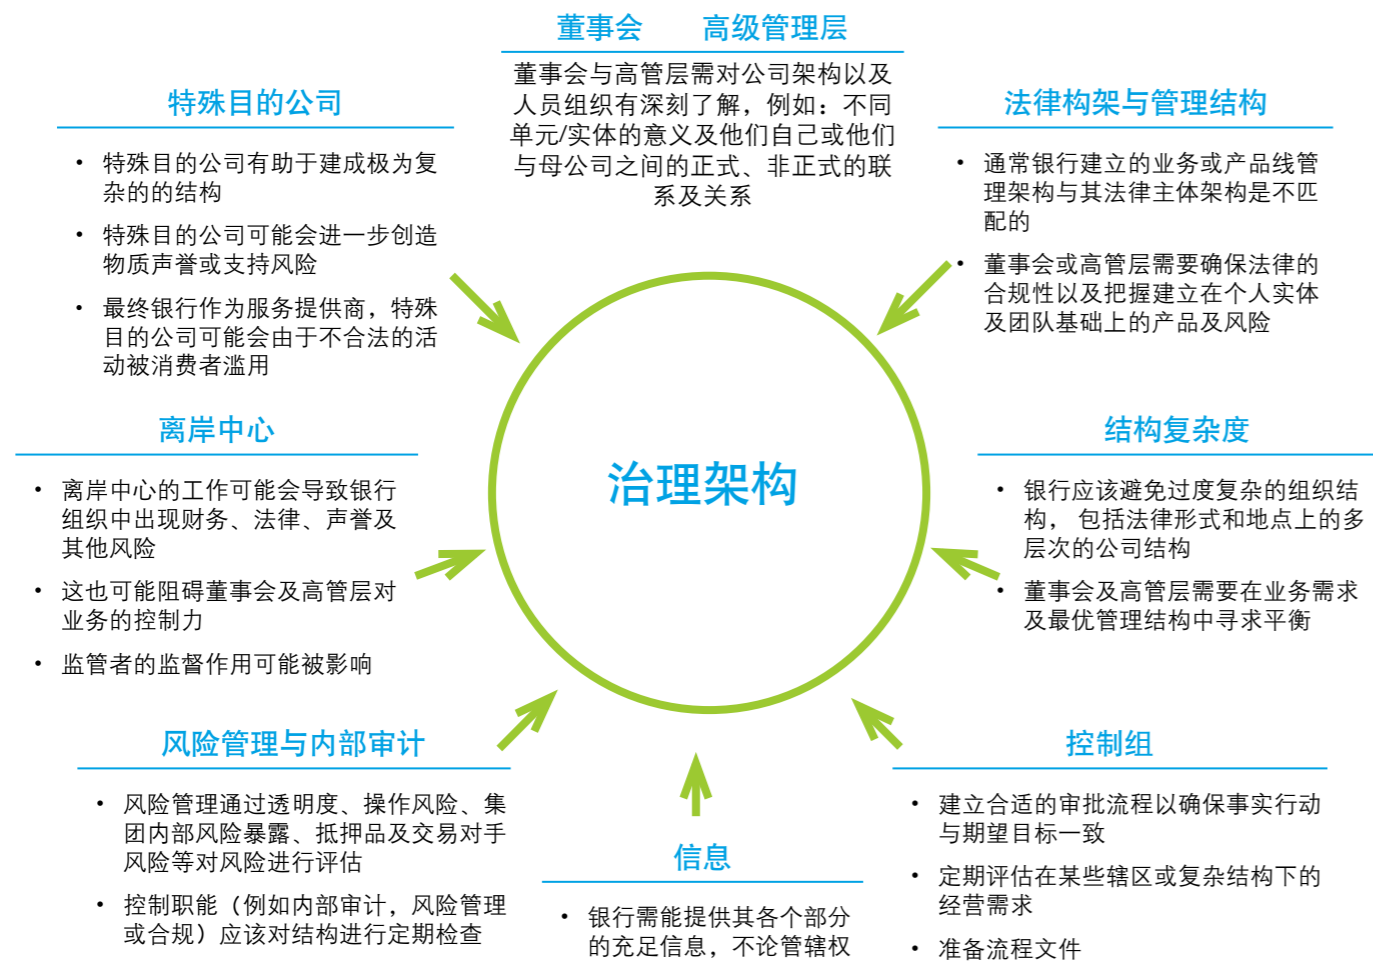 董事会 高级管理层
董事会与高管层需对公司架构以及
人员组织有深刻了解，例如：不同
单元/实体的意义及他们自己或他们
与母公司之间的正式、非正式的联
系及关系
特殊目的公司
• 特殊目的公司有助于建成极为复
杂的的结构
• 特殊目的公司可能会进一步创造
物质声誉或支持风险
• 最终银行作为服务提供商，特殊
目的公司可能会由于不合法的活
动被消费者滥用
法律构架与管理结构
• 通常银行建立的业务或产品线管
理架构与其法律主体架构是不匹
配的
• 董事会或高管层需要确保法律的
合规性以及把握建立在个人实体
及团队基础上的产品及风险
离岸中心
• 离岸中心的工作可能会导致银行
组织中出现财务、法律、声誉及
其他风险
• 这也可能阻碍董事会及高管层对
业务的控制力
• 监管者的监督作用可能被影响
治理架构
结构复杂度
• 银行应该避免过度复杂的组织结
构， 包括法律形式和地点上的多
层次的公司结构
• 董事会及高管层需要在业务需求
及最优管理结构中寻求平衡
风险管理与内部审计
• 风险管理通过透明度、操作风险、集
团内部风险暴露、抵押品及交易对手
风险等对风险进行评估
• 控制职能（例如内部审计，风险管理
或合规）应该对结构进行定期检查
信息
• 银行需能提供其各个部分
的充足信息，不论管辖权
控制组
• 建立合适的审批流程以确保事实行动
与期望目标一致
• 定期评估在某些辖区或复杂结构下的
经营需求
• 准备流程文件